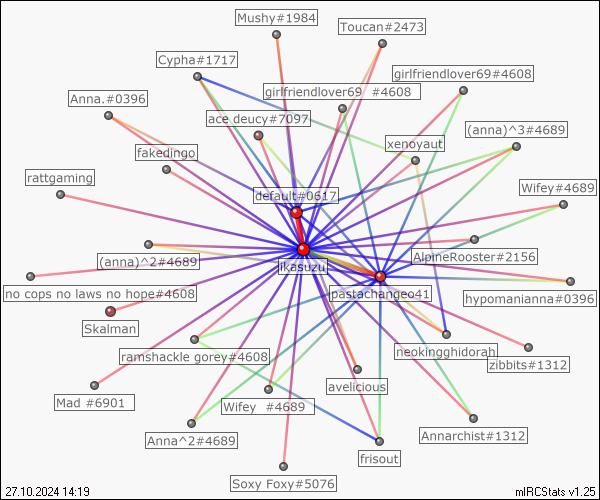 Mushy#1984
Toucan#2473
Cypha#1717
girlfriendlover69#4608
girlfriendlover69 #4608
Anna.#0396
ace deucy#7097
(anna)^3#4689
xenoyaut
fakedingo
rattgaming
default#0617
Wifey#4689
(anna)^2#4689
AlpineRooster#2156
ikasuzu
no cops no laws no hope#4608
pastachangeo41
hypomanianna#0396
Skalman
ramshackle gorey#4608
neokingghidorah
zibbits#1312
avelicious
Mad #6901
Wifey #4689
Anna^2#4689
Annarchist#1312
frisout
Soxy Foxy#5076
27.10.2024 14:19
mIRCStats v1.25